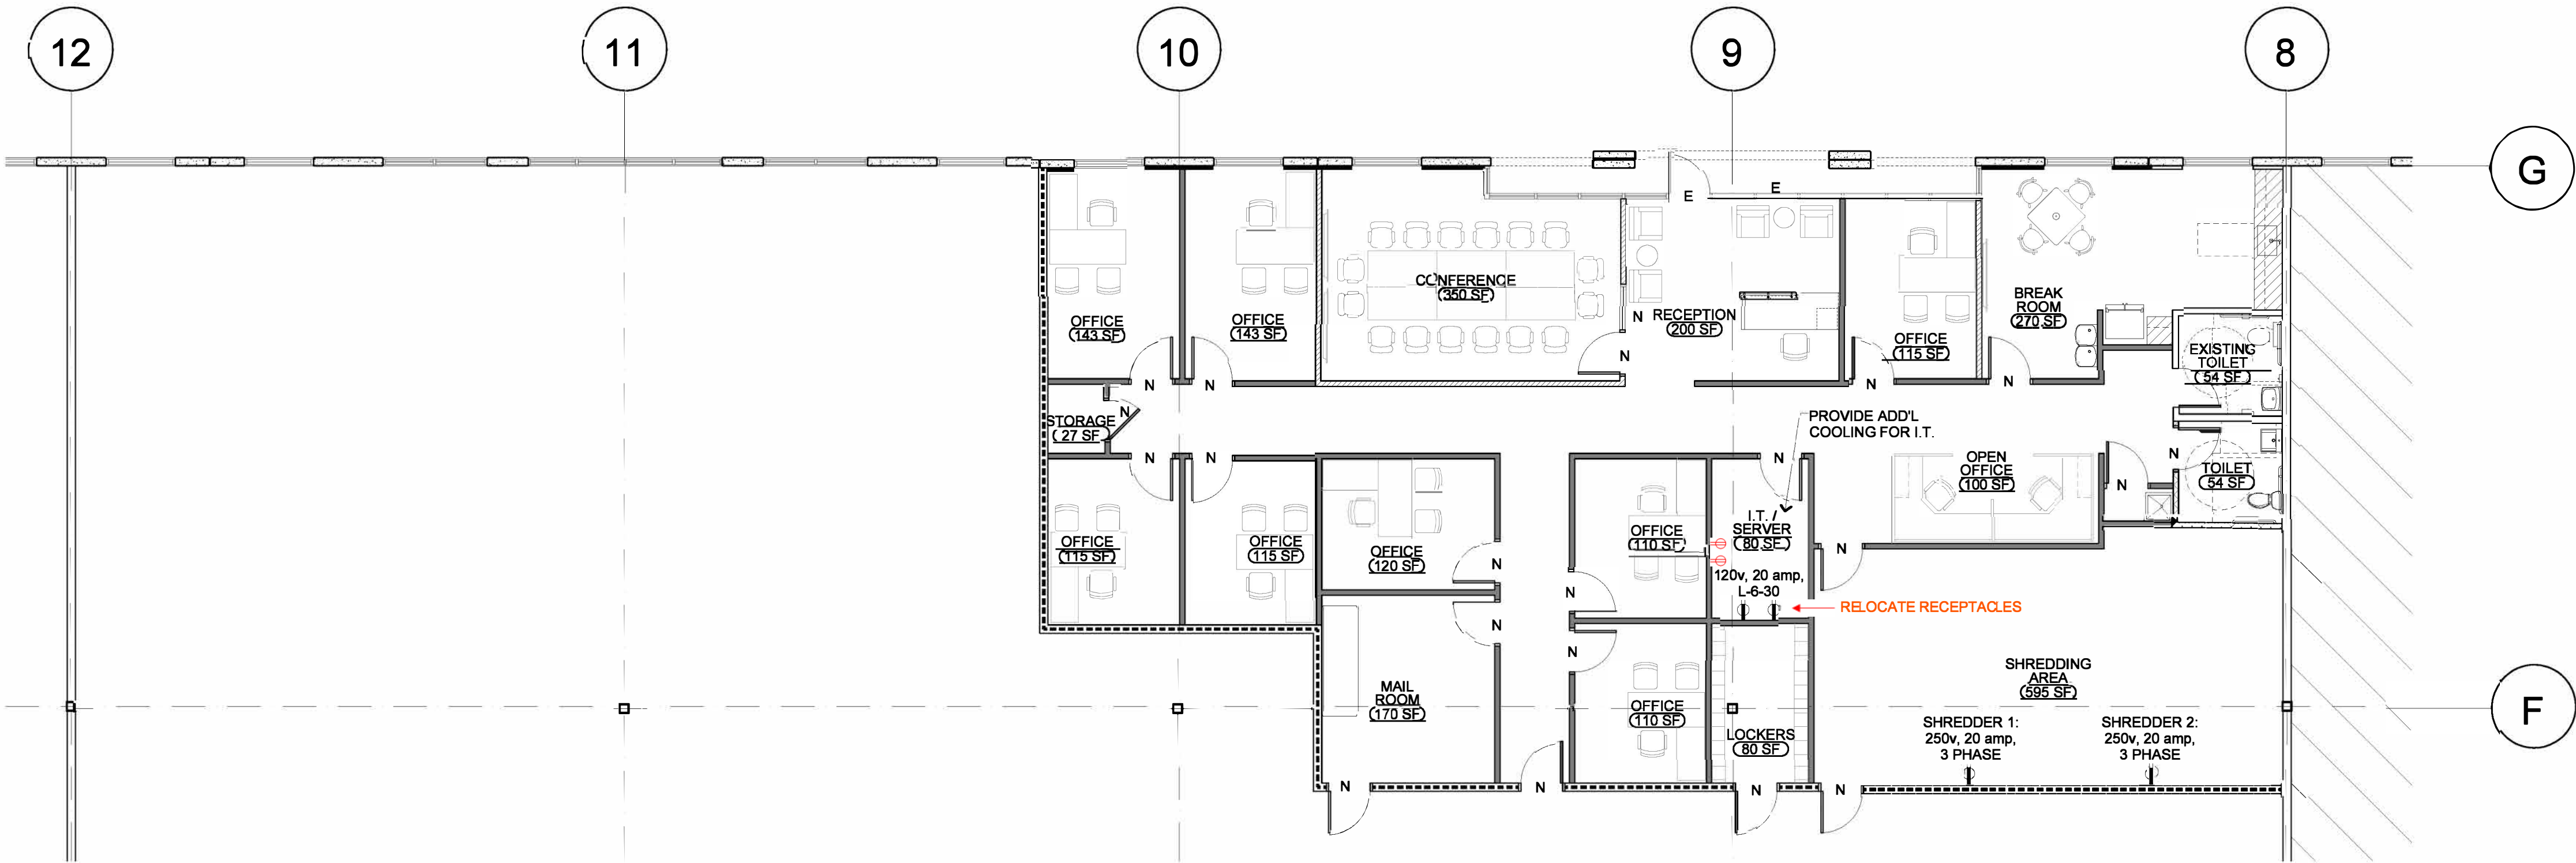 12
11
10
9
8
G
E
E
CONFERENCE
(350 SF)
N
RECEPTION
(200 SF)
OFFICE
(143 SF)
OFFICE
(143 SF)
OFFICE
(115 SF)
BREAK
ROOM
(270 SF)
EXISTING
TOILET
(54 SF)
N
N
N
N
N
STORAGE
(27 SF)
N
PROVIDE ADD'L
COOLING FOR I.T.
N
N
N
N
N
OPEN
OFFICE
(100 SF)
TOILET
(54 SF)
OFFICE
(115 SF)
OFFICE
(115 SF)
OFFICE
(120 SF)
N
OFFICE
(110 SF)
I.T. /
SERVER
(80 SF)
N
120v, 20 amp,
L-6-30
N
RELOCATE RECEPTACLES
N
N
MAIL
ROOM
(170 SF)
OFFICE
(110 SF)
LOCKERS
(80 SF)
SHREDDING
AREA
(595 SF)
F
SHREDDER 1:
250v, 20 amp,
3 PHASE
SHREDDER 2:
250v, 20 amp,
3 PHASE
N
N
N
N